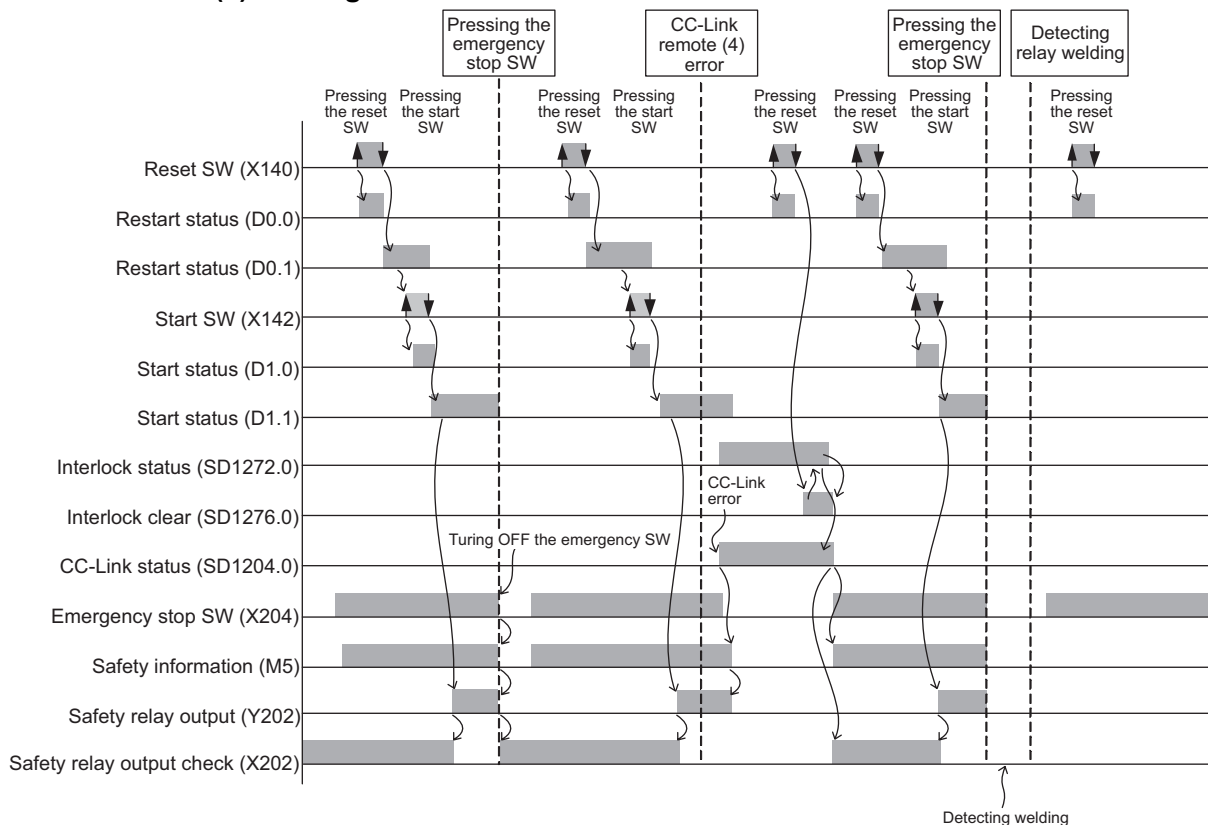 Pressing the
emergency
stop SW
CC-Link
remote (4)
error
Pressing the
emergency
stop SW
Detecting
relay welding
Pressing
the reset
SW
Pressing
the start
SW
Pressing
the reset
SW
Pressing
the start
SW
Pressing
the reset
SW
Pressing
the reset
SW
Pressing
the start
SW
Pressing
the reset
SW
Reset SW (X140)
Restart status (D0.0)
Restart status (D0.1)
Start SW (X142)
Start status (D1.0)
Start status (D1.1)
Interlock status (SD1272.0)
CC-Link
error
Interlock clear (SD1276.0)
Turing OFF the emergency SW
CC-Link status (SD1204.0)
Emergency stop SW (X204)
Safety information (M5)
Safety relay output (Y202)
Safety relay output check (X202)
Detecting welding